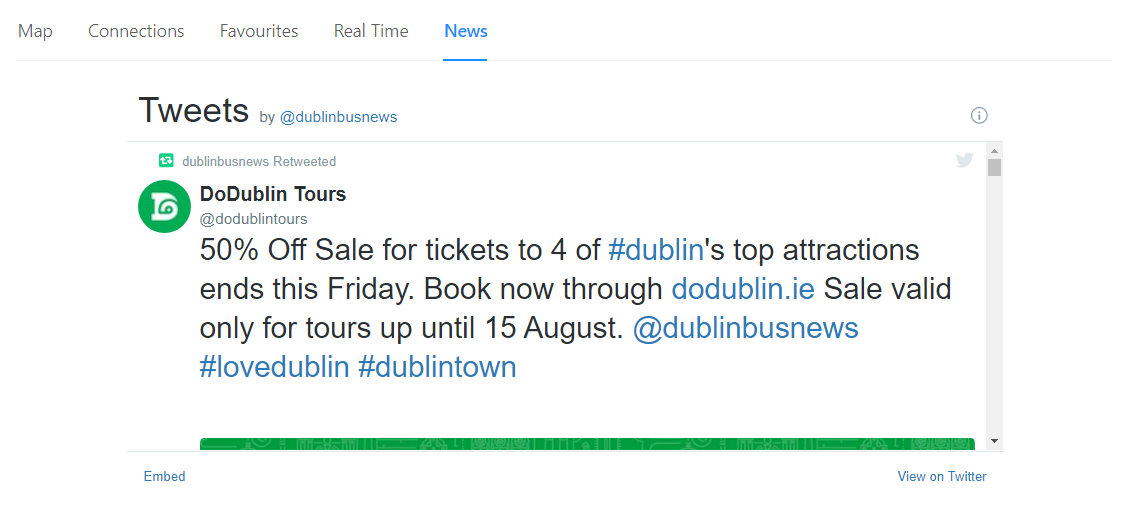 Map Connections Favourites Real Time News
Tweets by @dublinbusnews
dublinbusnews Retweeted
DoDublin Tours
@dodublintours
50% Off Sale for tickets to 4 of #dublin's top attractions
ends this Friday. Book now through dodublin.ie Sale valid
only for tours up until 15 August. @dublinbusnews
#lovedublin #dublintown
Embed View on Twitter